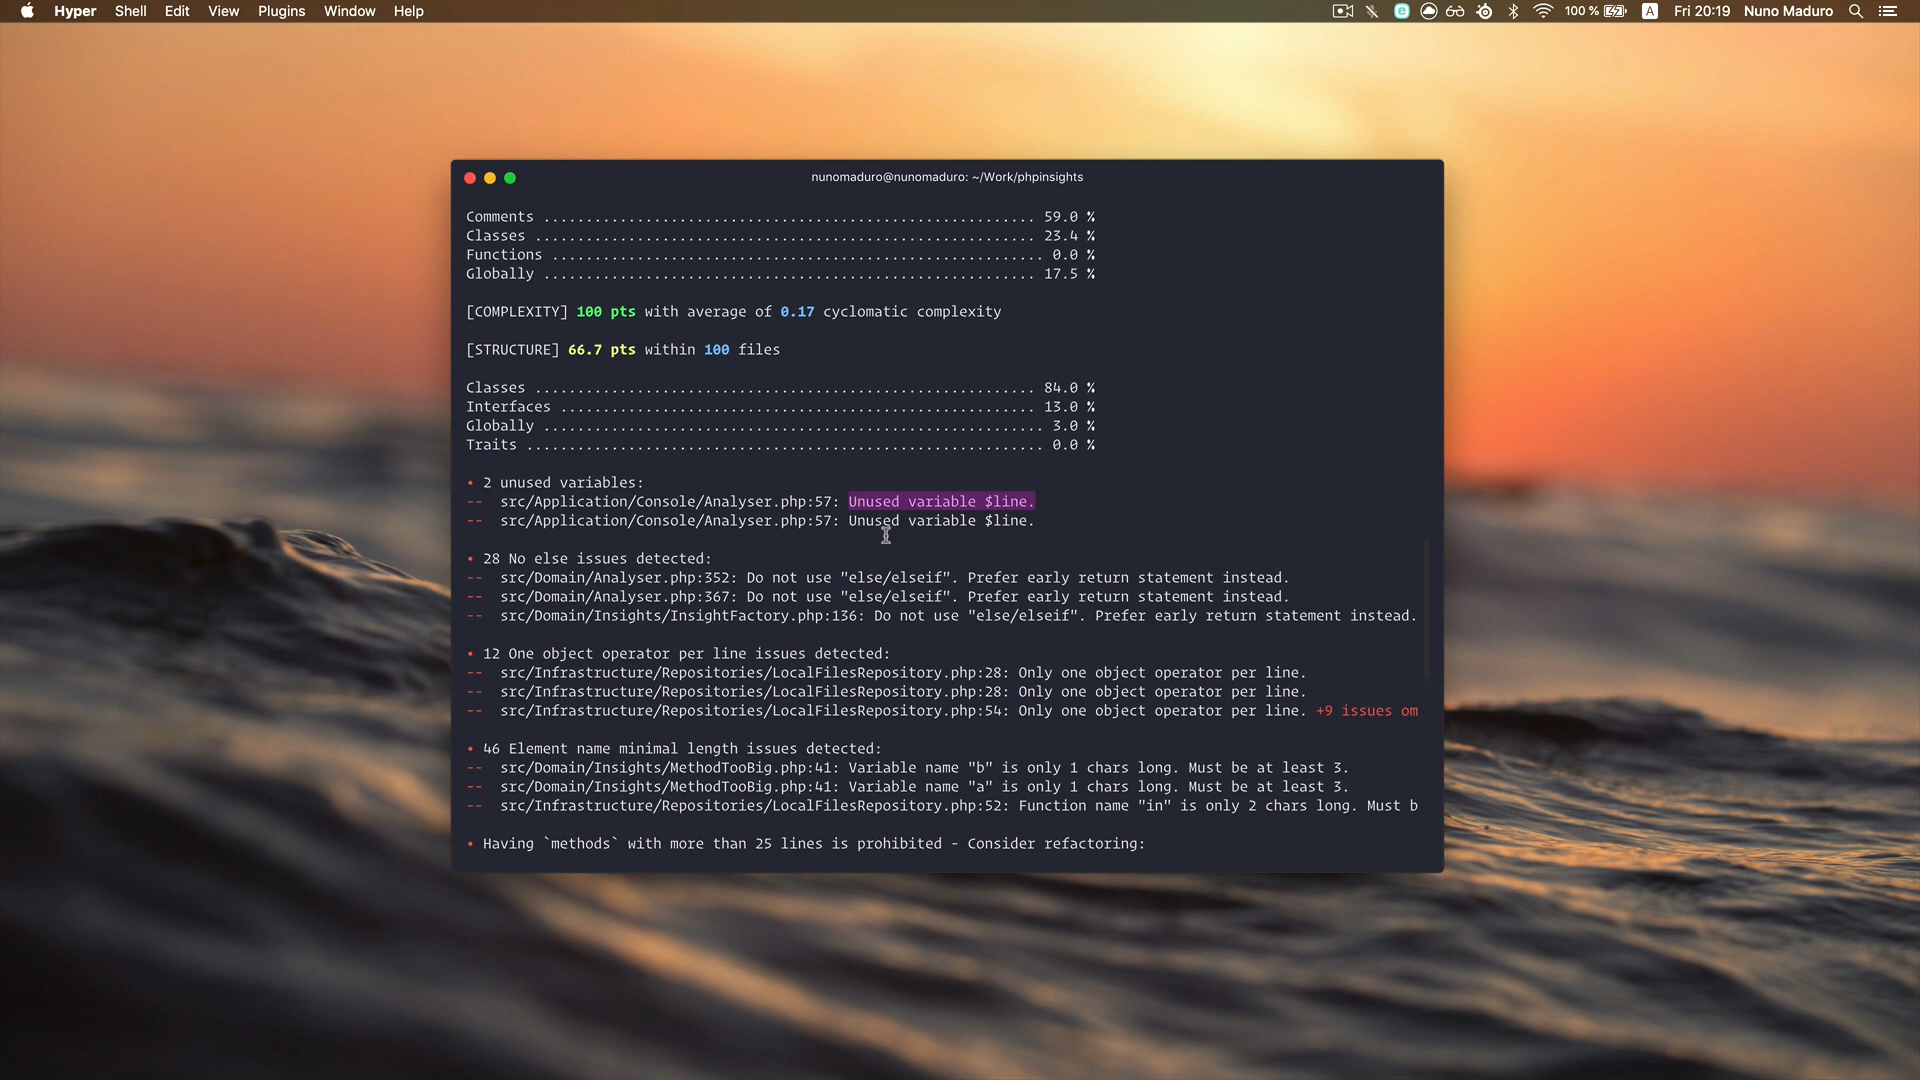 Hyper Shell Edit View Plugins Window Help 100 % A Fri 20:19 Nuno Maduro
nunomaduro@nunomaduro: ~/Work/phpinsights
Comments .......................................................... 59.0 %
Classes ........................................................... 23.4 %
Functions .......................................................... 0.0 %
Globally .......................................................... 17.5 %
[COMPLEXITY] 100 pts with average of 0.17 cyclomatic complexity
[STRUCTURE] 66.7 pts within 100 files
Classes ........................................................... 84.0 %
Interfaces ........................................................ 13.0 %
Globally ........................................................... 3.0 %
Traits ............................................................. 0.0 %
• 2 unused variables:
-- src/Application/Console/Analyser.php:57: Unused variable $line.
-- src/Application/Console/Analyser.php:57: Unused variable $line.
• 28 No else issues detected:
-- src/Domain/Analyser.php:352: Do not use "else/elseif". Prefer early return statement instead.
-- src/Domain/Analyser.php:367: Do not use "else/elseif". Prefer early return statement instead.
-- src/Domain/Insights/InsightFactory.php:136: Do not use "else/elseif". Prefer early return statement instead.
• 12 One object operator per line issues detected:
-- src/Infrastructure/Repositories/LocalFilesRepository.php:28: Only one object operator per line.
-- src/Infrastructure/Repositories/LocalFilesRepository.php:28: Only one object operator per line.
-- src/Infrastructure/Repositories/LocalFilesRepository.php:54: Only one object operator per line. +9 issues om
• 46 Element name minimal length issues detected:
-- src/Domain/Insights/MethodTooBig.php:41: Variable name "b" is only 1 chars long. Must be at least 3.
-- src/Domain/Insights/MethodTooBig.php:41: Variable name "a" is only 1 chars long. Must be at least 3.
-- src/Infrastructure/Repositories/LocalFilesRepository.php:52: Function name "in" is only 2 chars long. Must b
• Having `methods` with more than 25 lines is prohibited - Consider refactoring: